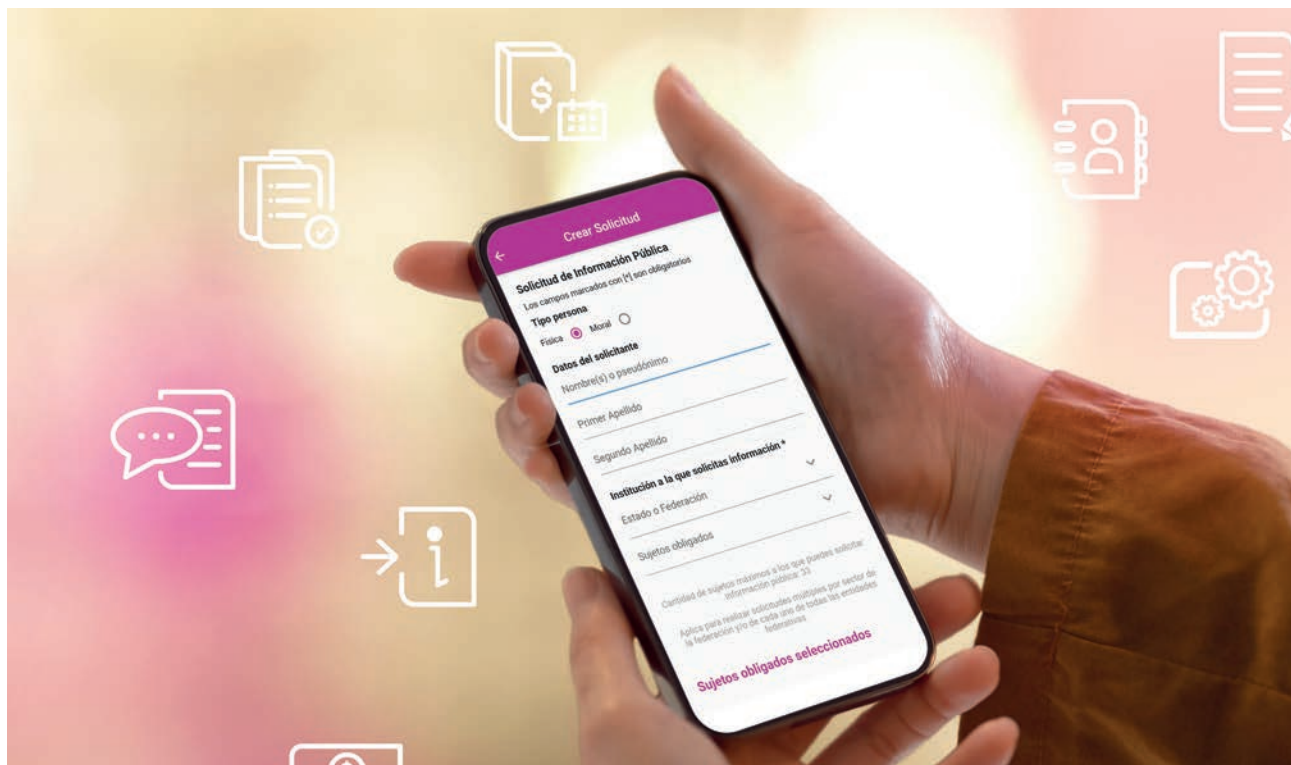 $
Crear Solicitud
Solicitud de Información Pública
Los campos marcados con [*] son obligatorios
Tipo persona
Física Moral
Datos del solicitante
Nombre(s) o pseudónimo
Primer Apellido
Segundo Apellido
Institución a la que solicitas información *
Estado o Federación
Sujetos obligados
Cantidad de sujetos máximos a los que puedes solicitar
información pública: 33
Aplica para realizar solicitudes múltiples por sector de
la federación y/o de cada uno de todas las entidades
federativas
Sujetos obligados seleccionados
i